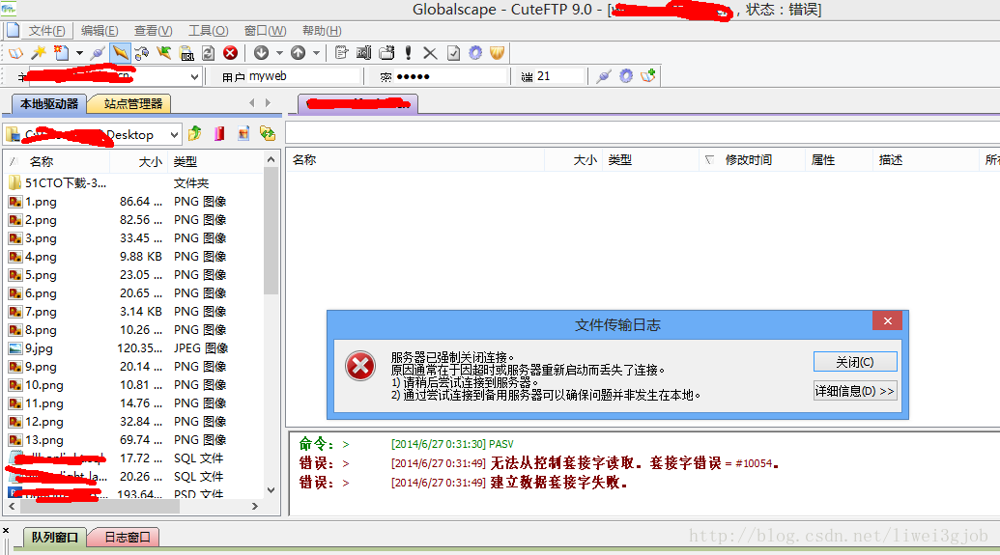 Globalscape - CuteFTP 9.0 - [ , 状态：错误]
文件(F) 编辑(E) 查看(V) 工具(O) 窗口(W) 帮助(H)
URL
用户 myweb 密 ●●●●● 端 21
本地驱动器 站点管理器
Desktop
名称 大小 类型
名称 大小 类型 修改时间 属性 描述
51CTO下载-3... 文件夹
1.png 86.64 ... PNG 图像
2.png 82.56 ... PNG 图像
3.png 33.45 ... PNG 图像
4.png 9.88 KB PNG 图像
5.png 23.05 ... PNG 图像
6.png 20.65 ... PNG 图像
7.png 3.14 KB PNG 图像
8.png 10.26 ... PNG 图像
9.jpg 120.35... JPEG 图像
9.png 20.14 ... PNG 图像
10.png 10.81 ... PNG 图像
11.png 14.76 ... PNG 图像
12.png 32.84 ... PNG 图像
13.png 69.74 ... PNG 图像
17.72 ... SQL 文件
20.26 ... SQL 文件
193.64... PSD 文件
文件传输日志
服务器已强制关闭连接。
原因通常在于因超时或服务器重新启动而丢失了连接。
1) 请稍后尝试连接到服务器。
2) 通过尝试连接到备用服务器可以确保问题并非发生在本地。
关闭(C)
详细信息(D) >>
命令：> [2014/6/27 0:31:30] PASV
错误：> [2014/6/27 0:31:49] 无法从控制套接字读取。套接字错误 = #10054。
错误：> [2014/6/27 0:31:49] 建立数据套接字失败。
队列窗口 日志窗口
http://blog.csdn.net/liwei3gjob